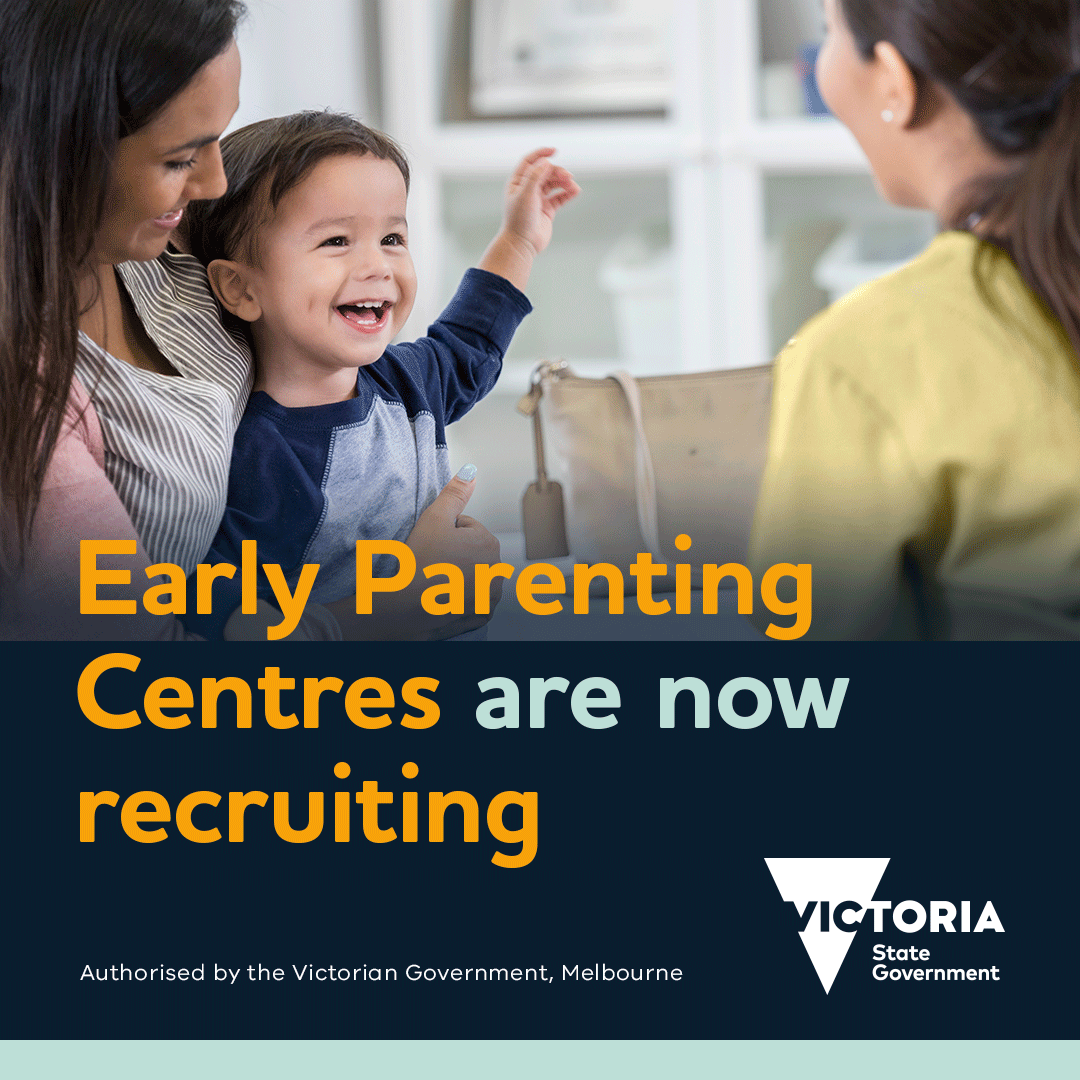 Early Parenting
Centres are now
recruiting
VICTORIA
State
Government
Authorised by the Victorian Government, Melbourne